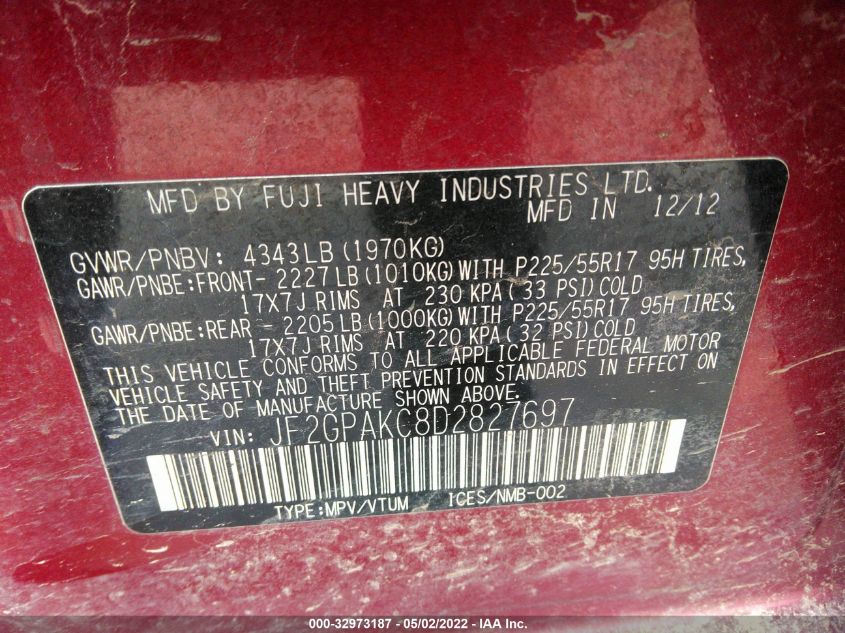 MFD BY FUJI HEAVY INDUSTRIES LTD.
MFD IN 12/12
GVWR/PNBV: 4343LB (1970KG)
GAWR/PNBE:FRONT- 2227LB (1010KG) WITH P225/55R17 95H TIRES,
17X7J RIMS AT 230 KPA (33 PSI) COLD
GAWR/PNBE:REAR - 2205LB (1000KG) WITH P225/55R17 95H TIRES,
17X7J RIMS AT 220 KPA (32 PSI) COLD
THIS VEHICLE CONFORMS TO ALL APPLICABLE FEDERAL MOTOR
VEHICLE SAFETY AND THEFT PREVENTION STANDARDS IN EFFECT ON
THE DATE OF MANUFACTURE SHOWN ABOVE.
VIN: JF2GPAKC8D2827697
TYPE:MPV/VTUM ICES/NMB-002
000-32973187 - 05/02/2022 - IAA Inc.